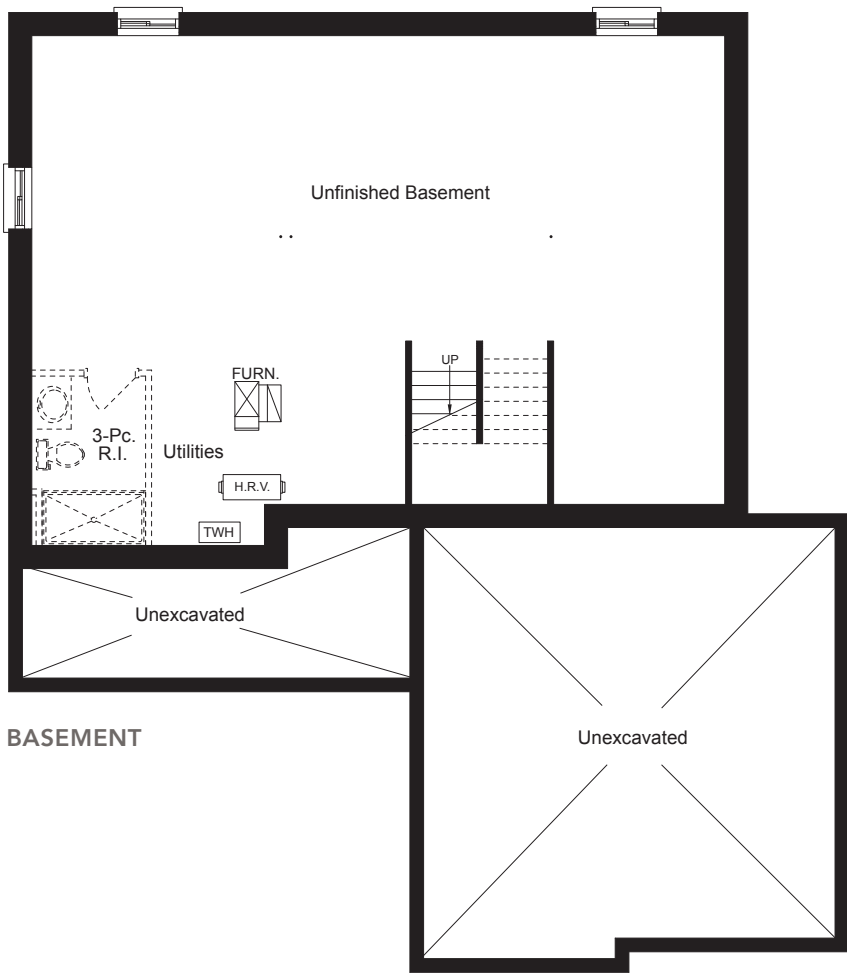 Unfinished Basement
UP
FURN.
3-Pc.
R.I.
Utilities
H.R.V.
TWH
Unexcavated
BASEMENT
Unexcavated